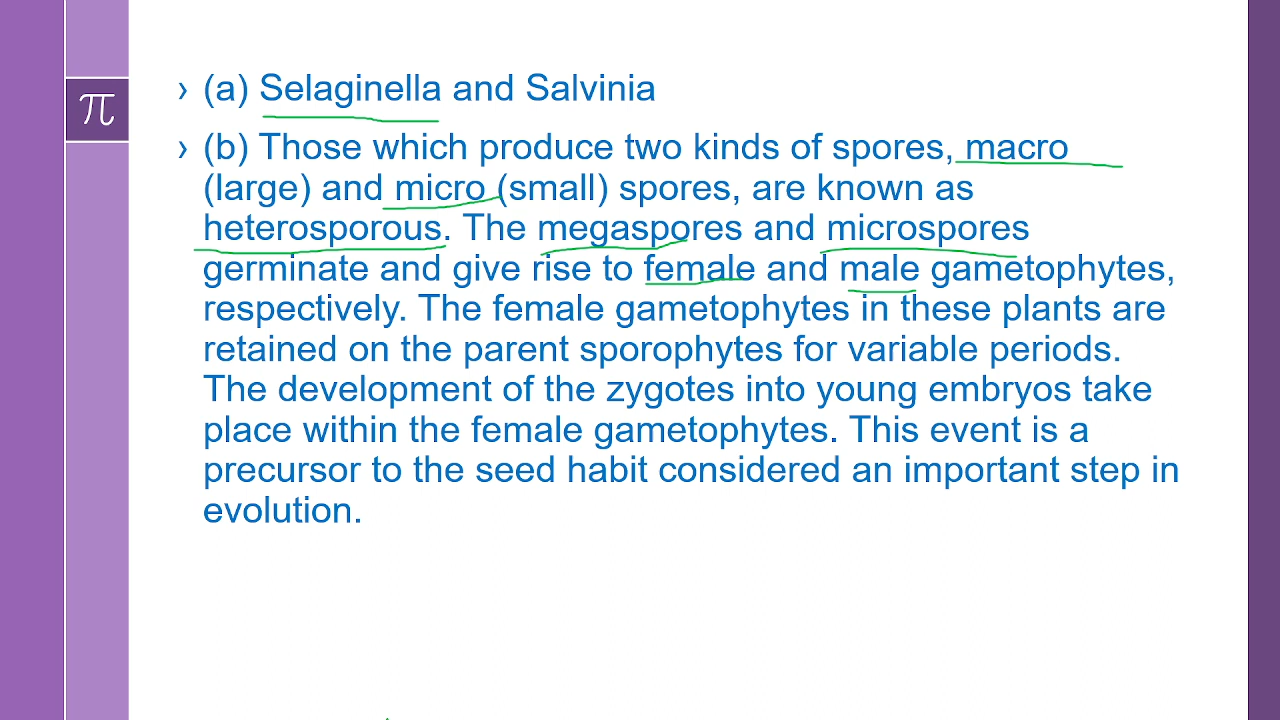 π
› (a) Selaginella and Salvinia
› (b) Those which produce two kinds of spores, macro
(large) and micro (small) spores, are known as
heterosporous. The megaspores and microspores
germinate and give rise to female and male gametophytes,
respectively. The female gametophytes in these plants are
retained on the parent sporophytes for variable periods.
The development of the zygotes into young embryos take
place within the female gametophytes. This event is a
precursor to the seed habit considered an important step in
evolution.